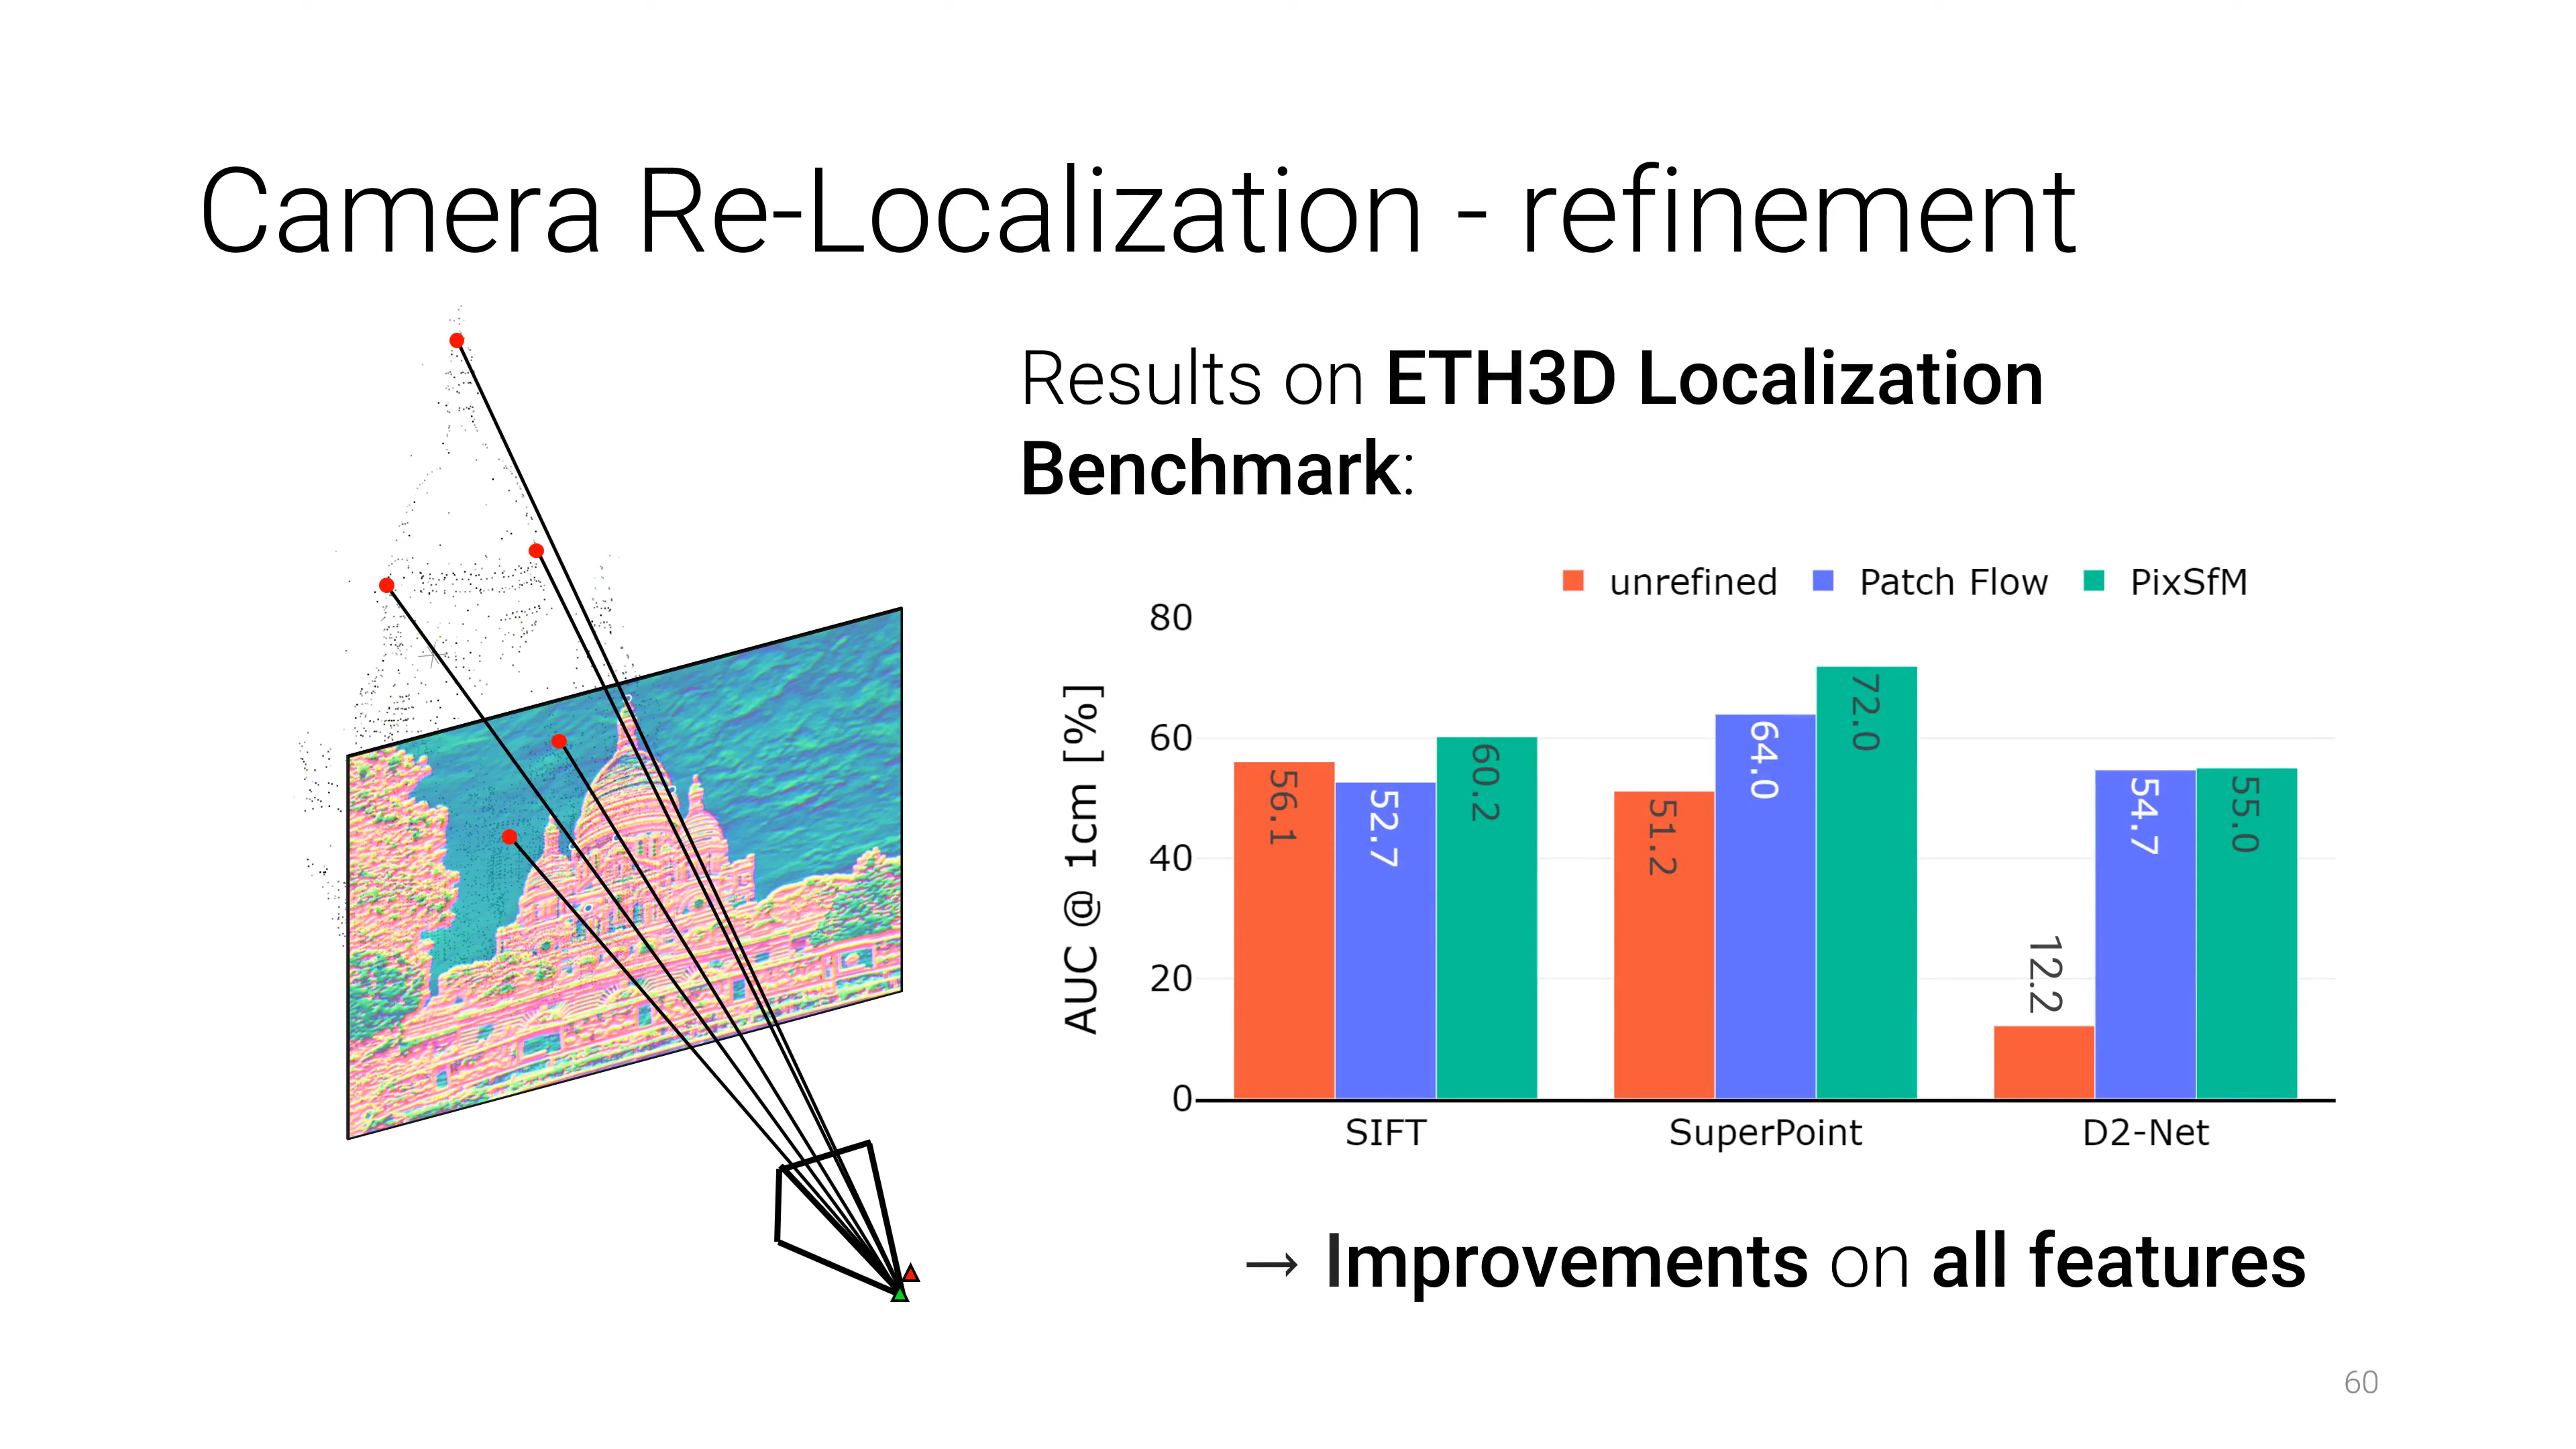 Camera Re-Localization - refinement
Results on ETH3D Localization
Benchmark:
unrefined Patch Flow PixSfM
AUC @ 1cm [%]
80
60
40
20
0
56.1 52.7 60.2
51.2 64.0 72.0
12.2 54.7 55.0
SIFT SuperPoint D2-Net
→ Improvements on all features
60